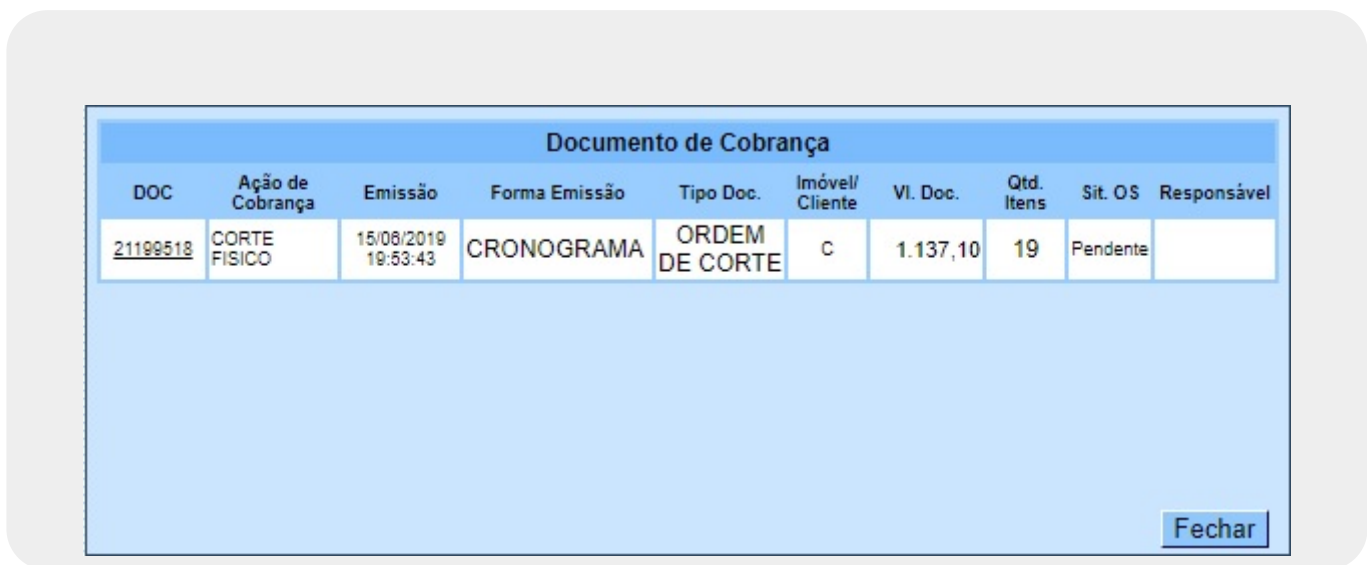 Documento de Cobrança
DOC Ação de Cobrança Emissão Forma Emissão Tipo Doc. Imóvel/ Cliente Vl. Doc. Qtd. Itens Sit. OS Responsável
21199518 CORTE FISICO 15/06/2019 19:53:43 CRONOGRAMA ORDEM DE CORTE C 1.137,10 19 Pendente
Fechar